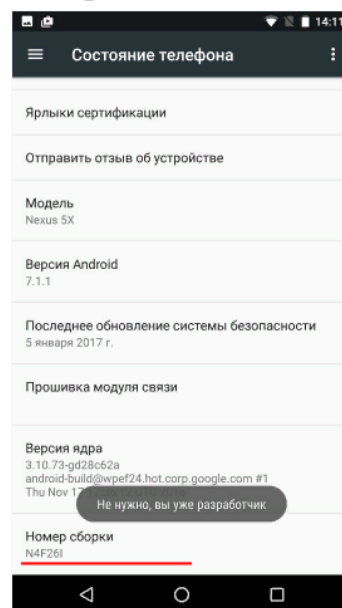 14:11
Состояние телефона
Ярлыки сертификации
Отправить отзыв об устройстве
Модель
Nexus 5X
Версия Android
7.1.1
Последнее обновление системы безопасности
5 января 2017 г.
Прошивка модуля связи
Версия ядра
3.10.73-gd28c62a
android-build@wpef24.hot.corp.google.com #1
Thu Nov 17
Не нужно, вы уже разработчик
Номер сборки
N4F26I